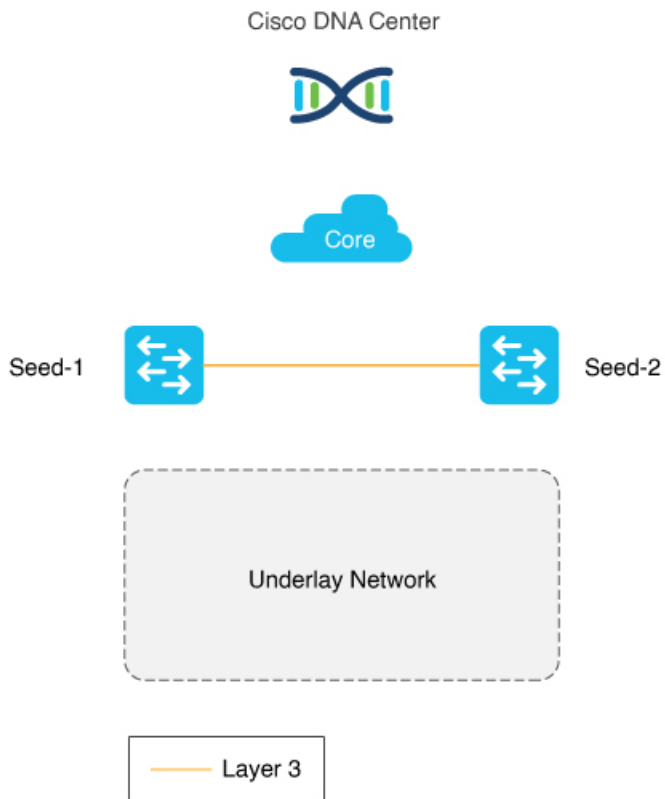 Cisco DNA Center
Core
Seed-1
Seed-2
Underlay Network
Layer 3